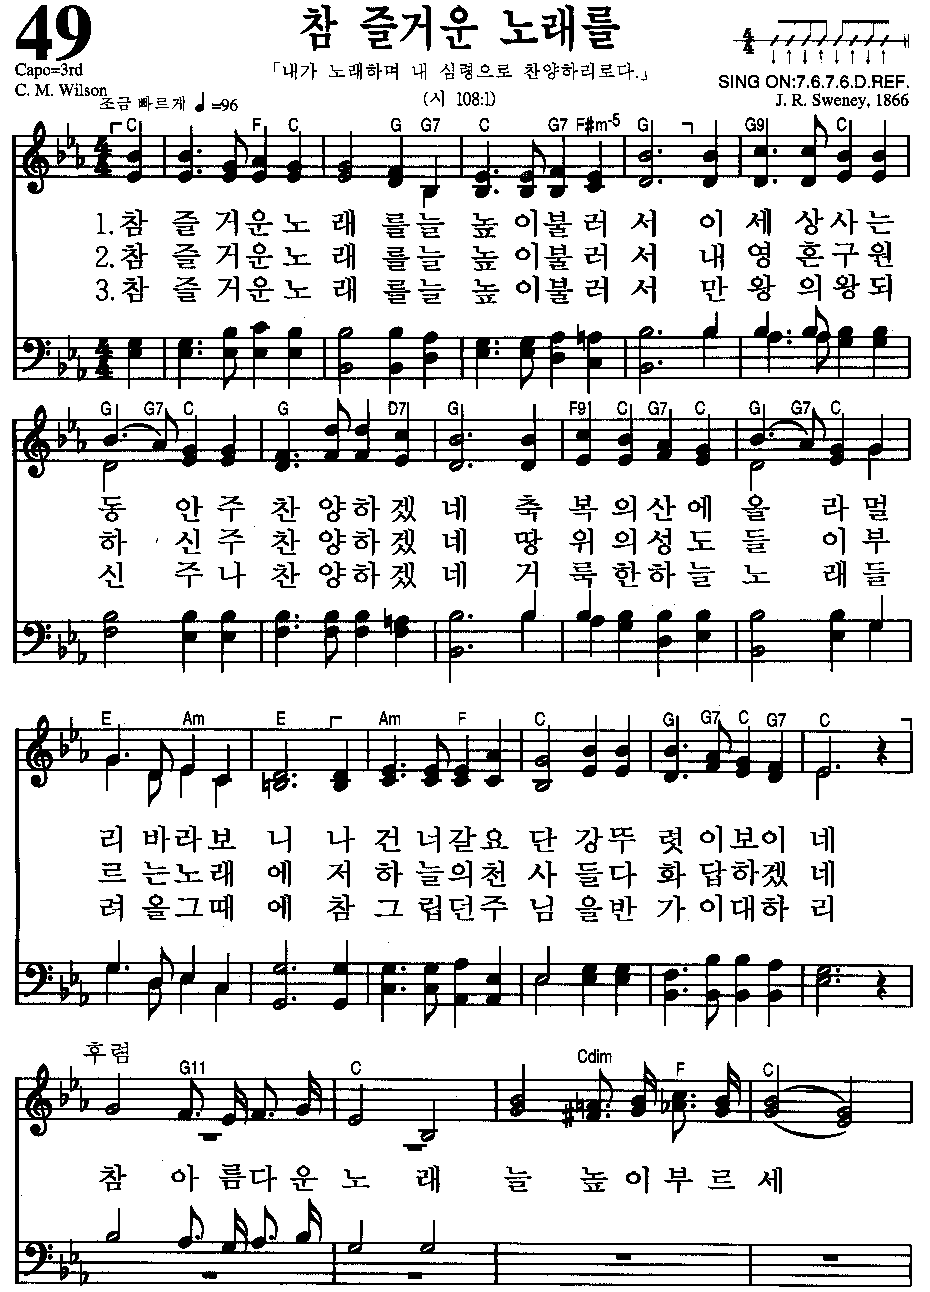 49
참 즐거운 노래를
Capo=3rd
「내가 노래하며 내 심령으로 찬양하리로다.」
SING ON:7.6.7.6.D.REF.
C. M. Wilson
조금 빠르게 ♩=96
(시 108:1)
J. R. Sweney, 1866
C F C G G7 C G7 F#m-5 G G9 C
1.참 즐 거운노 래 를늘 높 이불러 서 이 세 상사는
2.참 즐 거운노 래 를늘 높 이불러 서 내 영 혼구원
3.참 즐 거운노 래 를늘 높 이불러 서 만 왕 의왕되
G G7 C G D7 G F9 C G7 C G G7 C
동 안주 찬 양하겠 네 축 복의산에 올 라멀
하 신주 찬 양하겠 네 땅 위의성도 들 이부
신 주나 찬 양하겠 네 거 룩한하늘 노 래들
E Am E Am F C G G7 C G7 C
리 바라보 니 나 건 너갈요 단 강뚜 렷 이보이 네
르 는노래 에 저 하 늘의천 사 들다 화 답하겠 네
려 올그때 에 참 그 립던주 님 을반 가 이대하 리
후렴
G11 C Cdim F C
참 아 름다 운 노 래 늘 높 이 부 르 세